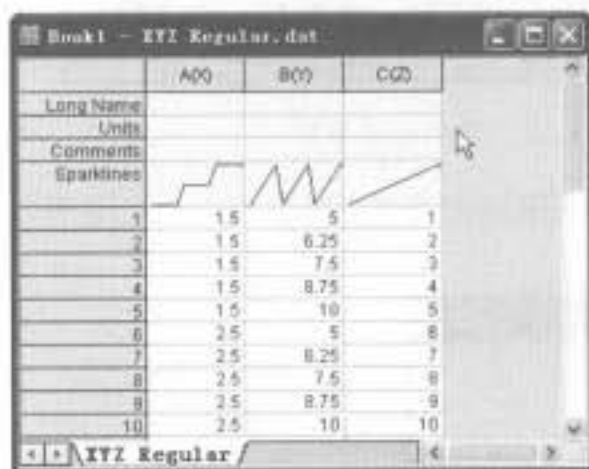 Book1 - XYZ Regular.dat
A(X) B(Y) C(Z)
Long Name
Units
Comments
Sparklines
1 1.5 5 1
2 1.5 6.25 2
3 1.5 7.5 3
4 1.5 8.75 4
5 1.5 10 5
6 2.5 5 6
7 2.5 6.25 7
8 2.5 7.5 8
9 2.5 8.75 9
10 2.5 10 10
XYZ Regular